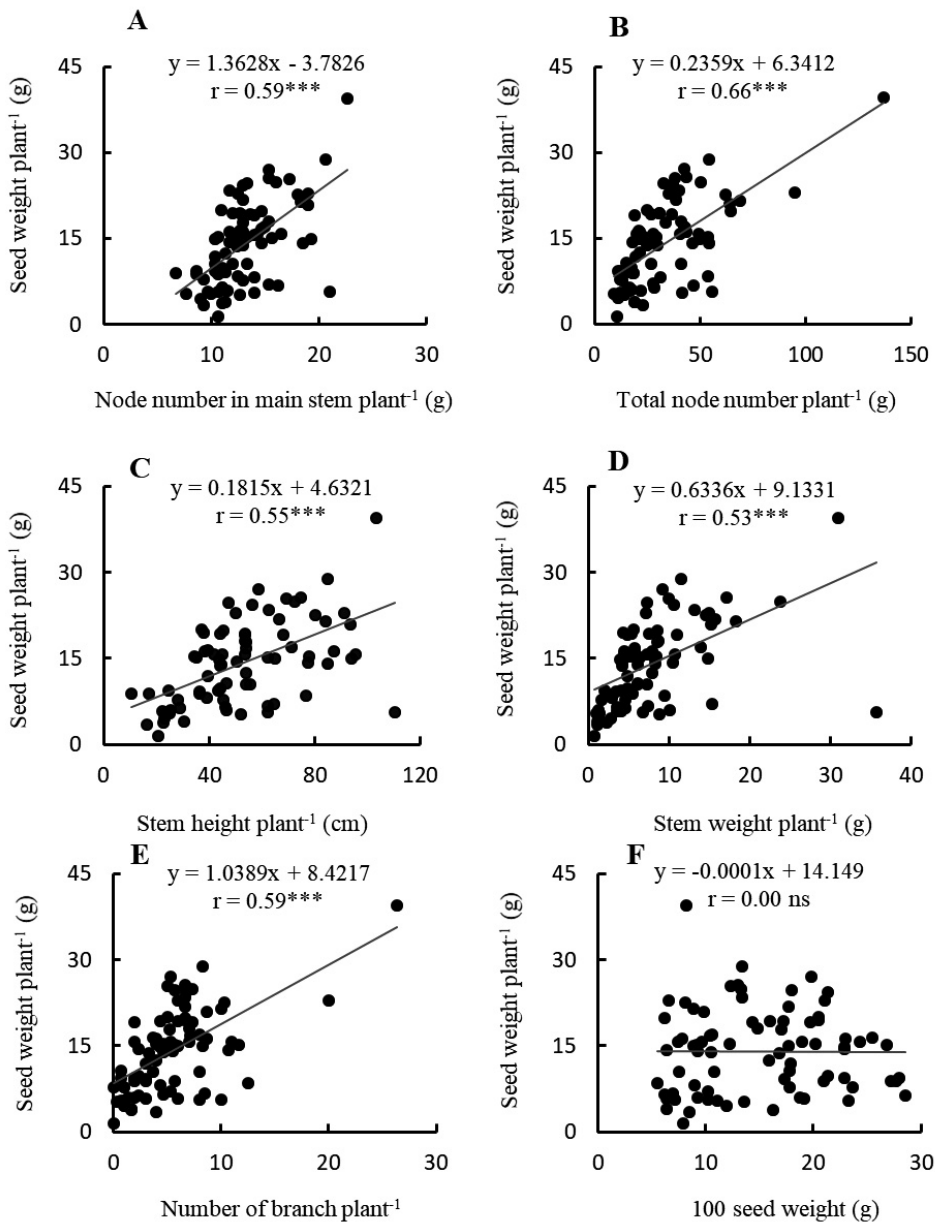 A
y = 1.3628x - 3.7826
r = 0.59***
Seed weight plant⁻¹ (g)
45
30
15
0
0 10 20 30
Node number in main stem plant⁻¹ (g)
B
y = 0.2359x + 6.3412
r = 0.66***
Seed weight plant⁻¹ (g)
45
30
15
0
0 50 100 150
Total node number plant⁻¹ (g)
C
y = 0.1815x + 4.6321
r = 0.55***
Seed weight plant⁻¹ (g)
45
30
15
0
0 40 80 120
Stem height plant⁻¹ (cm)
D
y = 0.6336x + 9.1331
r = 0.53***
Seed weight plant⁻¹ (g)
45
30
15
0
0 10 20 30 40
Stem weight plant⁻¹ (g)
E
y = 1.0389x + 8.4217
r = 0.59***
Seed weight plant⁻¹ (g)
45
30
15
0
0 10 20 30
Number of branch plant⁻¹
F
y = -0.0001x + 14.149
r = 0.00 ns
Seed weight plant⁻¹ (g)
45
30
15
0
0 10 20 30
100 seed weight (g)